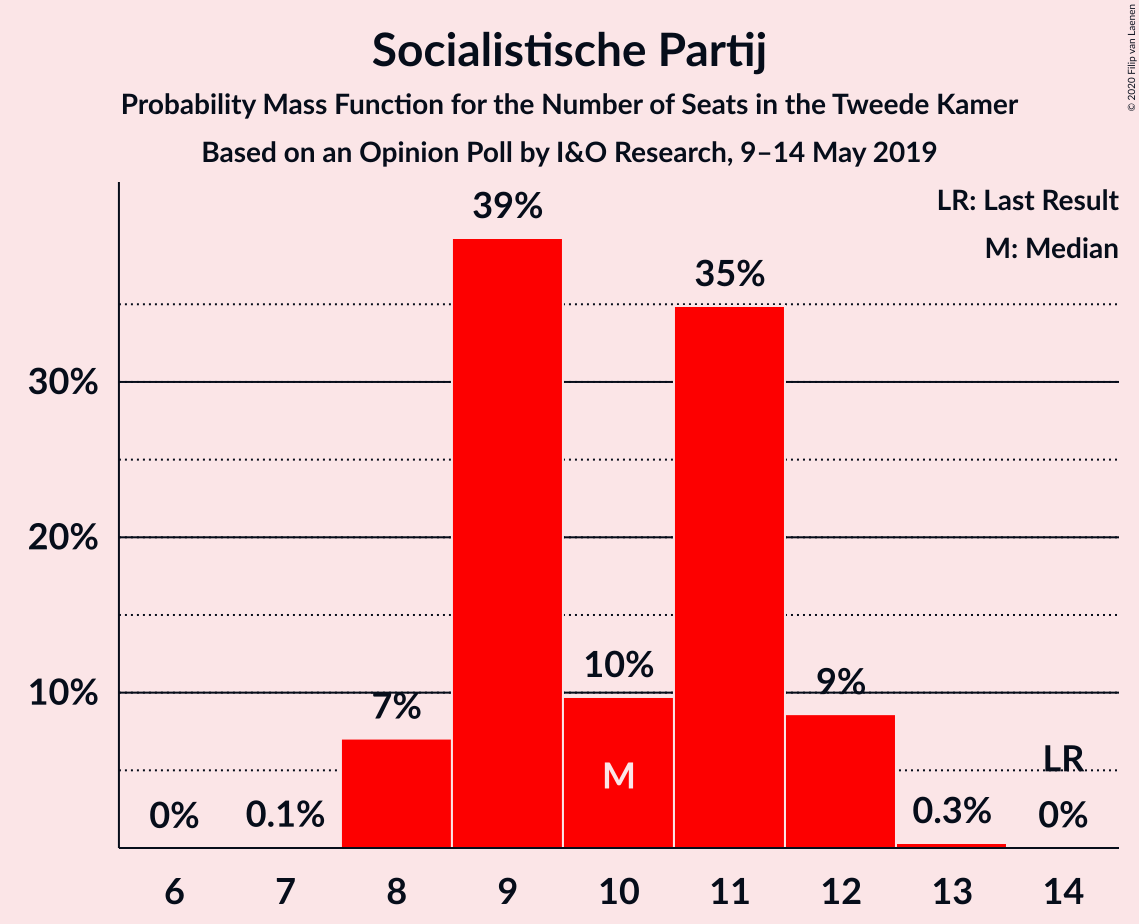 Socialistische Partij
Probability Mass Function for the Number of Seats in the Tweede Kamer
Based on an Opinion Poll by I&O Research, 9–14 May 2019
© 2020 Filip van Laenen
LR: Last Result
M: Median
39%
35%
30%
20%
10%
10%
9%
7%
M
LR
0%
0.1%
0.3%
0%
6 7 8 9 10 11 12 13 14